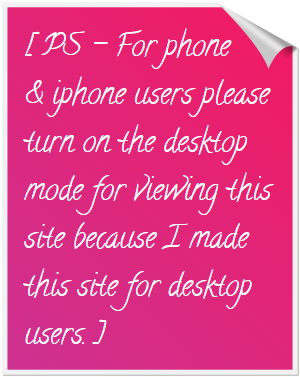 [ PS - For phone
& iphone users please
turn on the desktop
mode for viewing this
site because I made
this site for desktop
users. ]